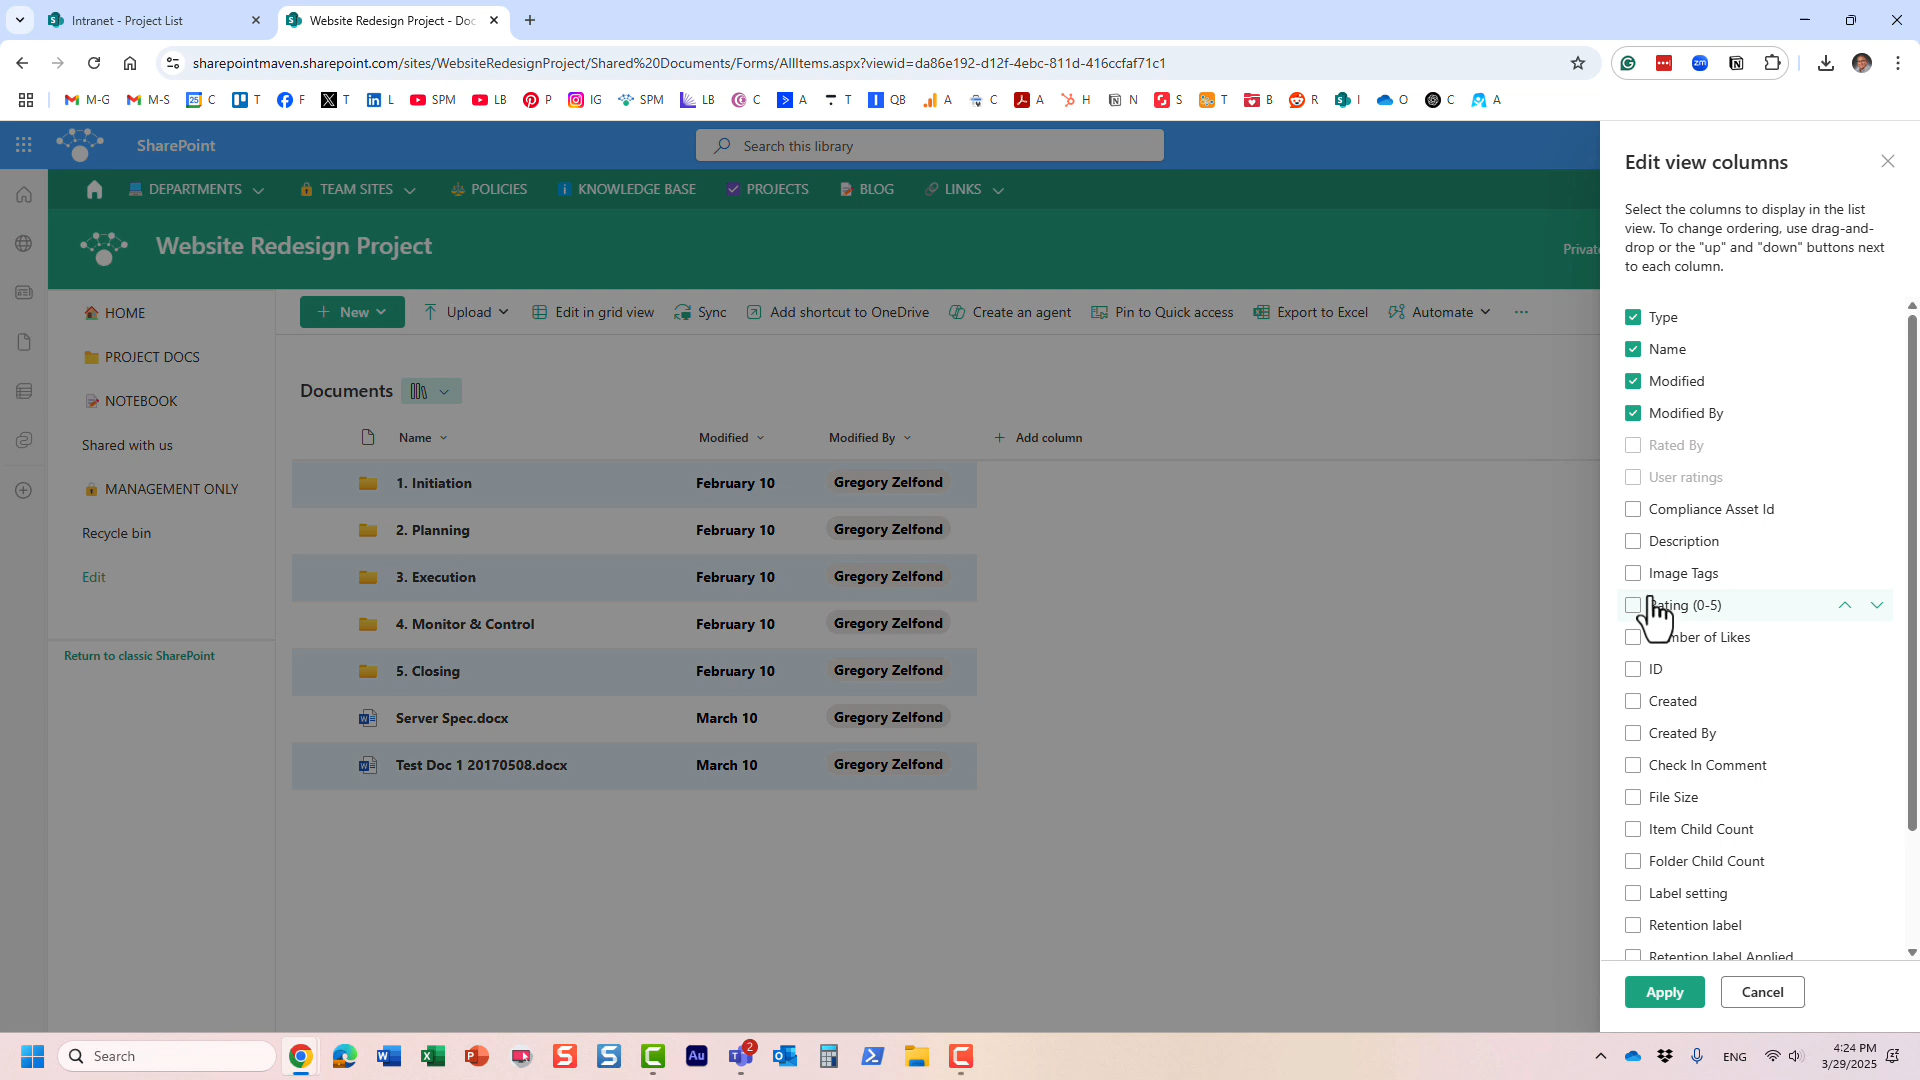 Intranet - Project List
Website Redesign Project - Doc
sharepointmaven.sharepoint.com/sites/WebsiteRedesignProject/Shared%20Documents/Forms/AllItems.aspx?viewid=da86e192-d12f-4ebc-811d-416ccfaf71c1
M-G M-S C T F T L SPM LB P IG SPM LB C A T QB A C A H N S T B R I O C A
SharePoint
Search this library
DEPARTMENTS TEAM SITES POLICIES KNOWLEDGE BASE PROJECTS BLOG LINKS
Website Redesign Project
HOME
PROJECT DOCS
NOTEBOOK
Shared with us
MANAGEMENT ONLY
Recycle bin
Edit
Return to classic SharePoint
New Upload Edit in grid view Sync Add shortcut to OneDrive Create an agent Pin to Quick access Export to Excel Automate
Documents
Name Modified Modified By Add column
1. Initiation February 10 Gregory Zelfond
2. Planning February 10 Gregory Zelfond
3. Execution February 10 Gregory Zelfond
4. Monitor & Control February 10 Gregory Zelfond
5. Closing February 10 Gregory Zelfond
Server Spec.docx March 10 Gregory Zelfond
Test Doc 1 20170508.docx March 10 Gregory Zelfond
Edit view columns
Select the columns to display in the list
view. To change ordering, use drag-and-
drop or the "up" and "down" buttons next
to each column.
Type
Name
Modified
Modified By
Rated By
User ratings
Compliance Asset Id
Description
Image Tags
(0-5)
of Likes
ID
Created
Created By
Check In Comment
File Size
Item Child Count
Folder Child Count
Label setting
Retention label
Retention label Applied
Apply
Cancel
Search
2
ENG
4:24 PM
3/29/2025